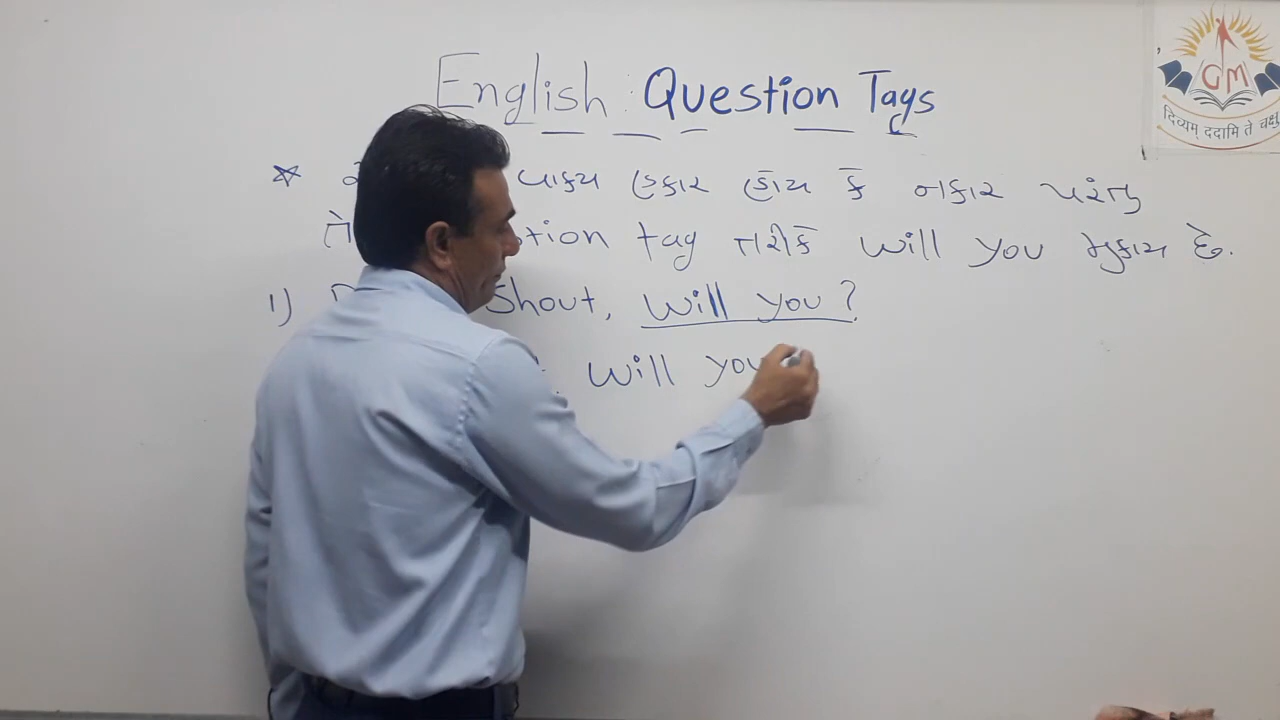 English : Question Tags
વાક્ય હકાર હોય કે નકાર પરંતુ
tion tag તરીકે will you મુકાય છે.
1) Shout, Will you ?
Will you
GM
दिव्यम् ददामि ते चक्षु